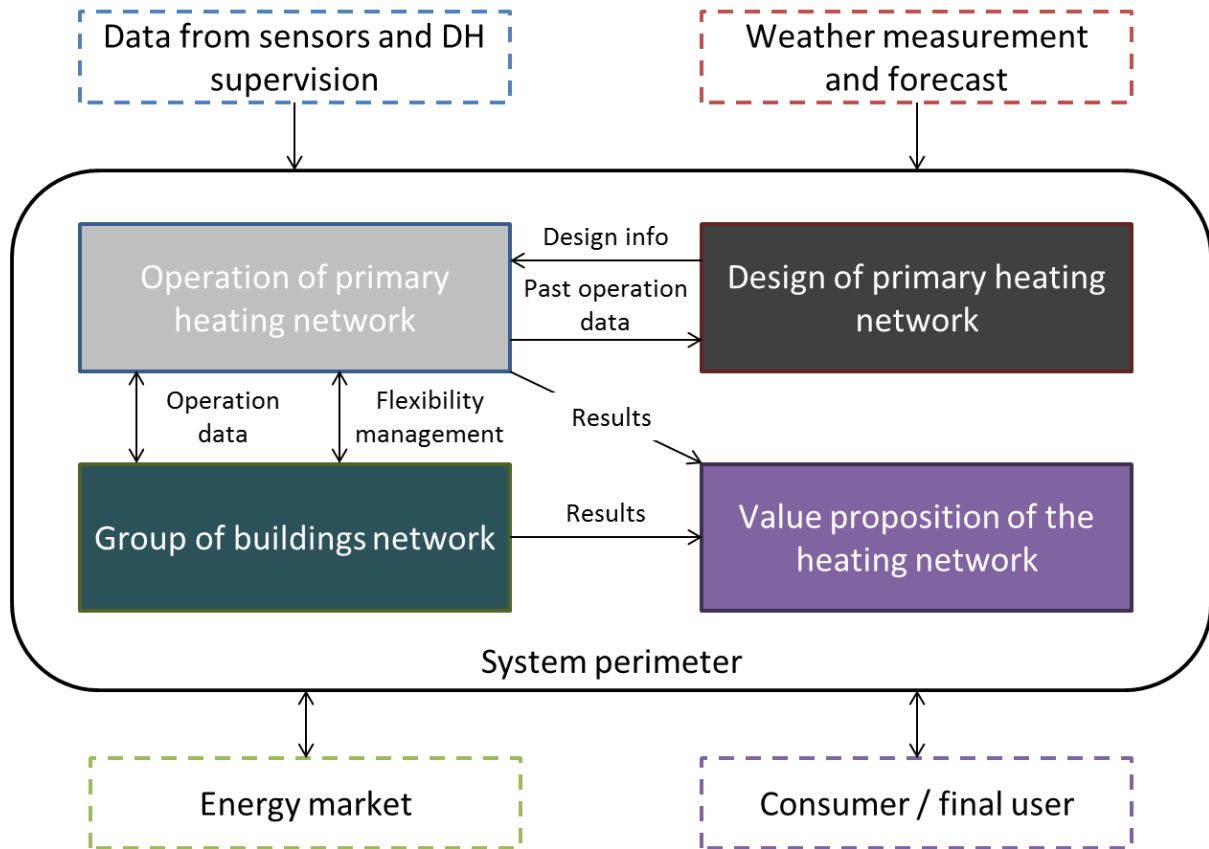 Data from sensors and DH
supervision
Weather measurement
and forecast
Operation of primary
heating network
Design info
Past operation
data
Design of primary heating
network
Operation
data
Flexibility
management
Results
Group of buildings network
Results
Value proposition of the
heating network
System perimeter
Energy market
Consumer / final user